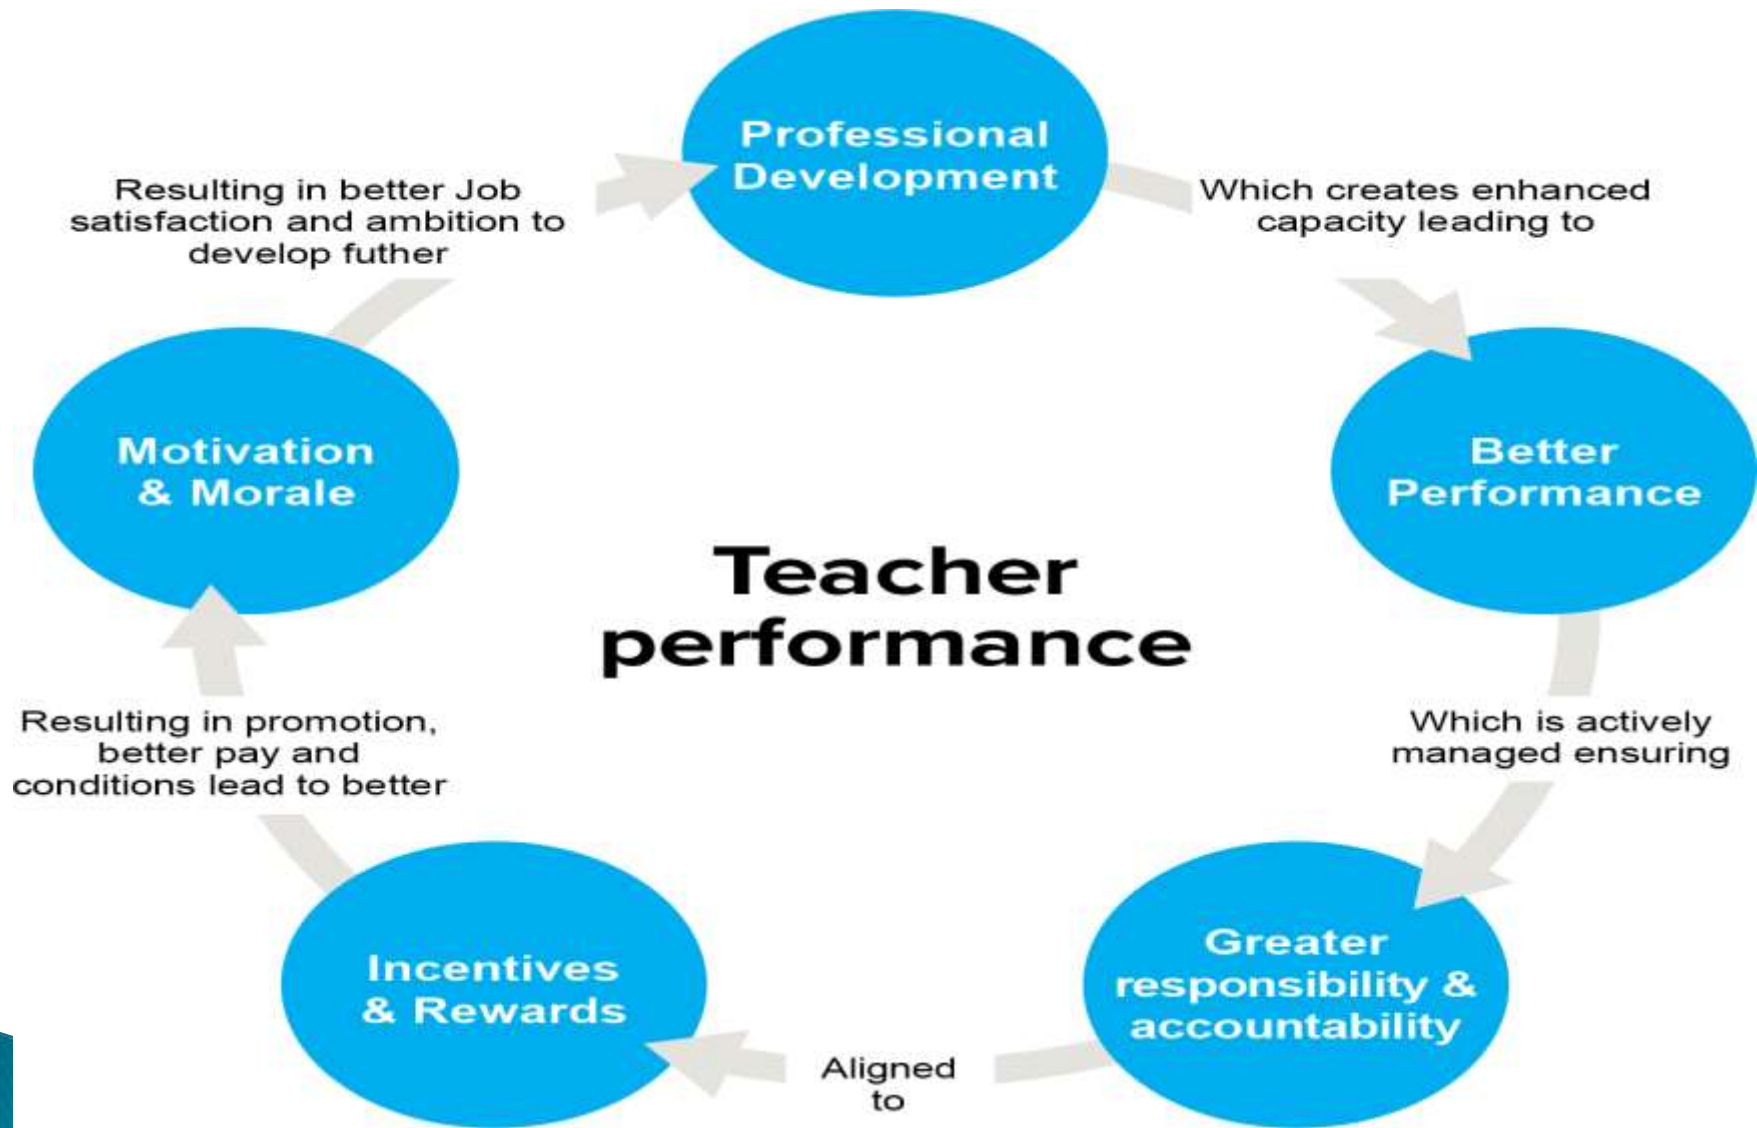 Professional
Development
Which creates enhanced
capacity leading to
Better
Performance
Which is actively
managed ensuring
Greater
responsibility &
accountability
Aligned
to
Incentives
& Rewards
Resulting in promotion,
better pay and
conditions lead to better
Motivation
& Morale
Resulting in better Job
satisfaction and ambition to
develop futher
Teacher
performance